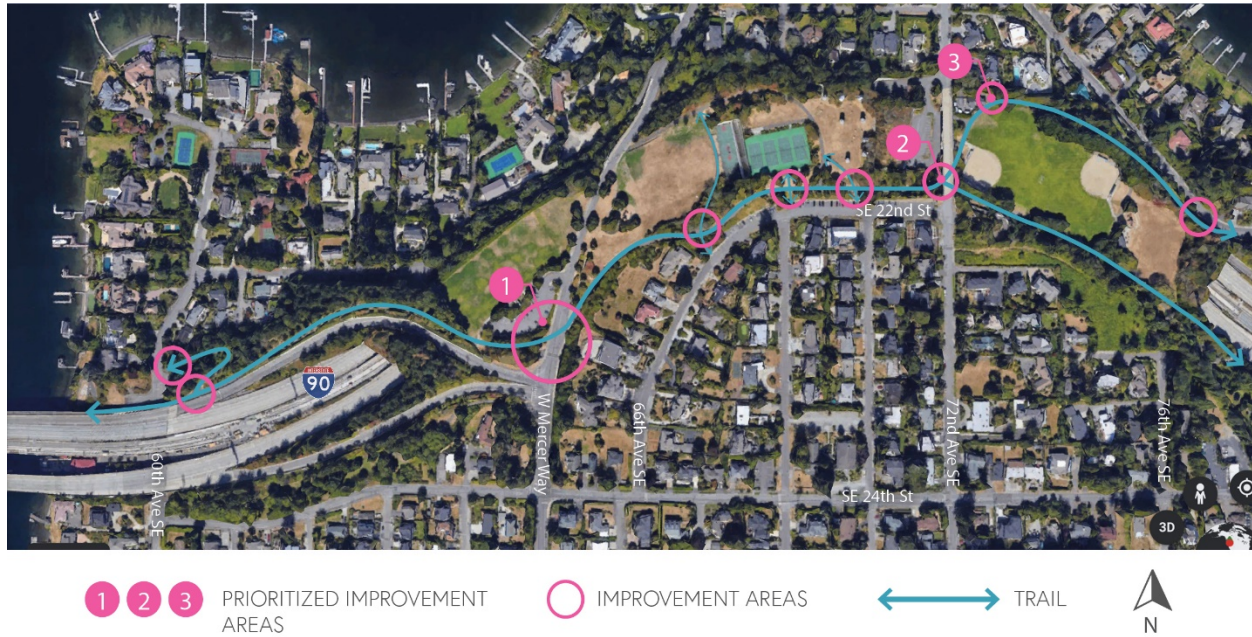 3
2
SE 22nd St
1
INTERSTATE
90
60th Ave SE
W Mercer Way
66th Ave SE
72nd Ave SE
76th Ave SE
SE 24th St
3D
1 2 3 PRIORITIZED IMPROVEMENT
AREAS
IMPROVEMENT AREAS
TRAIL
N